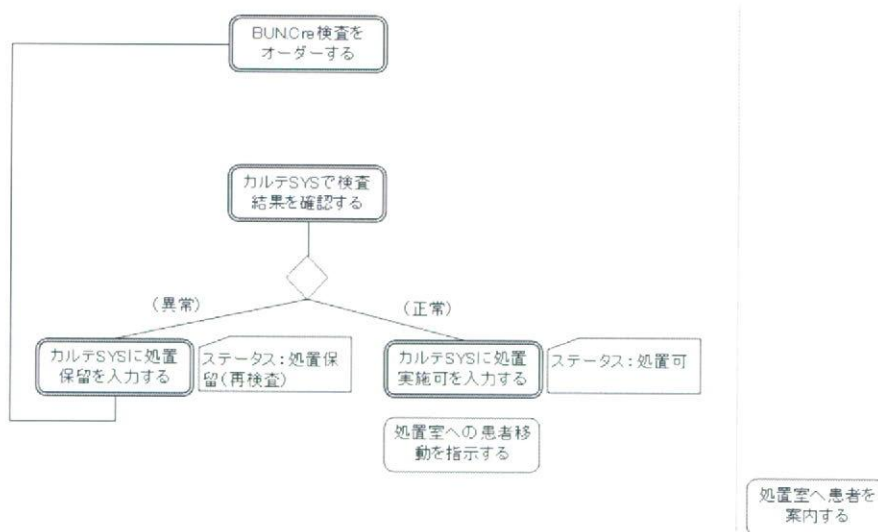 BUN.Cre検査を
オーダーする
カルテSYSで検査
結果を確認する
(異常)
(正常)
カルテSYSに処置
保留を入力する
ステータス:処置保
留(再検査)
カルテSYSに処置
実施可を入力する
ステータス:処置可
処置室への患者移
動を指示する
処置室へ患者を
案内する